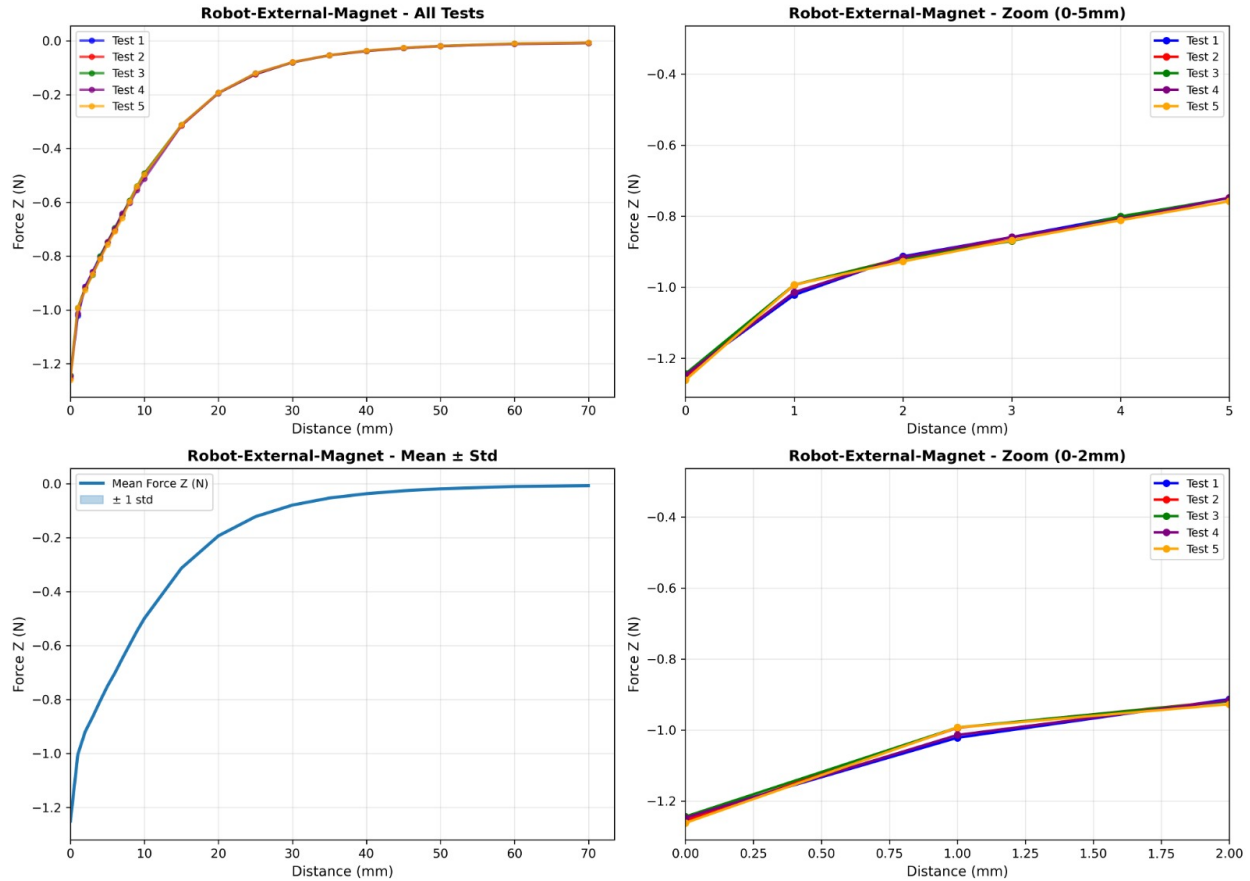 Robot-External-Magnet - All Tests
0.0
−0.2
−0.4
−0.6
−0.8
−1.0
−1.2
Force Z (N)
Test 1
Test 2
Test 3
Test 4
Test 5
0 10 20 30 40 50 60 70
Distance (mm)
Robot-External-Magnet - Zoom (0-5mm)
−0.4
−0.6
−0.8
−1.0
−1.2
Force Z (N)
Test 1
Test 2
Test 3
Test 4
Test 5
0 1 2 3 4 5
Distance (mm)
Robot-External-Magnet - Mean ± Std
0.0
−0.2
−0.4
−0.6
−0.8
−1.0
−1.2
Force Z (N)
Mean Force Z (N)
± 1 std
0 10 20 30 40 50 60 70
Distance (mm)
Robot-External-Magnet - Zoom (0-2mm)
−0.4
−0.6
−0.8
−1.0
−1.2
Force Z (N)
Test 1
Test 2
Test 3
Test 4
Test 5
0.00 0.25 0.50 0.75 1.00 1.25 1.50 1.75 2.00
Distance (mm)